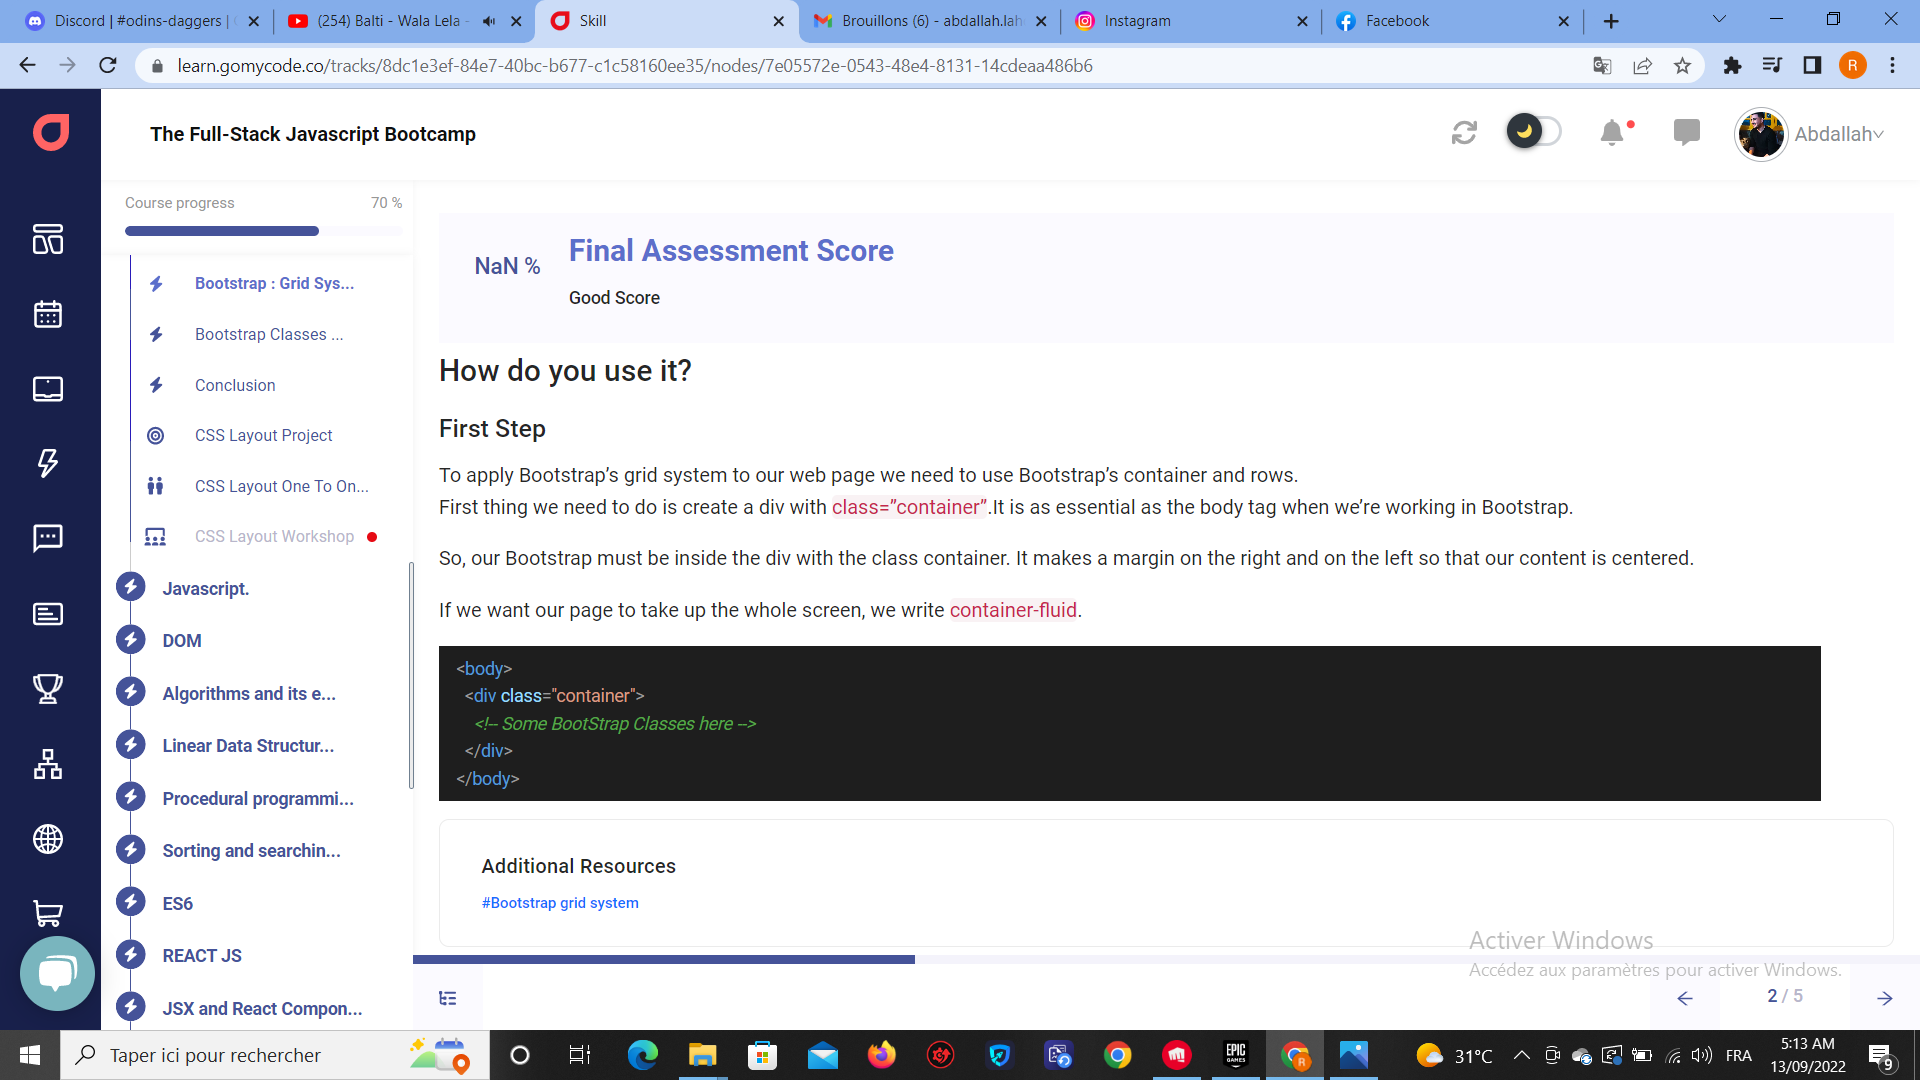 Discord | #odins-daggers |
(254) Balti - Wala Lela -
Skill
Brouillons (6) - abdallah.lah
Instagram
Facebook
learn.gomycode.co/tracks/8dc1e3ef-84e7-40bc-b677-c1c58160ee35/nodes/7e05572e-0543-48e4-8131-14cdeaa486b6
R
The Full-Stack Javascript Bootcamp
Abdallah
Course progress 70 %
Bootstrap : Grid Sys...
Bootstrap Classes ...
Conclusion
CSS Layout Project
CSS Layout One To On...
CSS Layout Workshop
Javascript.
DOM
Algorithms and its e...
Linear Data Structur...
Procedural programmi...
Sorting and searchin...
ES6
REACT JS
JSX and React Compon...
NaN %
Final Assessment Score
Good Score
How do you use it?
First Step
To apply Bootstrap’s grid system to our web page we need to use Bootstrap’s container and rows.
First thing we need to do is create a div with class=”container”.It is as essential as the body tag when we’re working in Bootstrap.
So, our Bootstrap must be inside the div with the class container. It makes a margin on the right and on the left so that our content is centered.
If we want our page to take up the whole screen, we write container-fluid.
<body>
<div class="container">
<!-- Some BootStrap Classes here -->
</div>
</body>
Additional Resources
#Bootstrap grid system
Activer Windows
Accédez aux paramètres pour activer Windows.
2 / 5
Taper ici pour rechercher
EPIC
GAMES
R
31°C
FRA
5:13 AM
13/09/2022
9